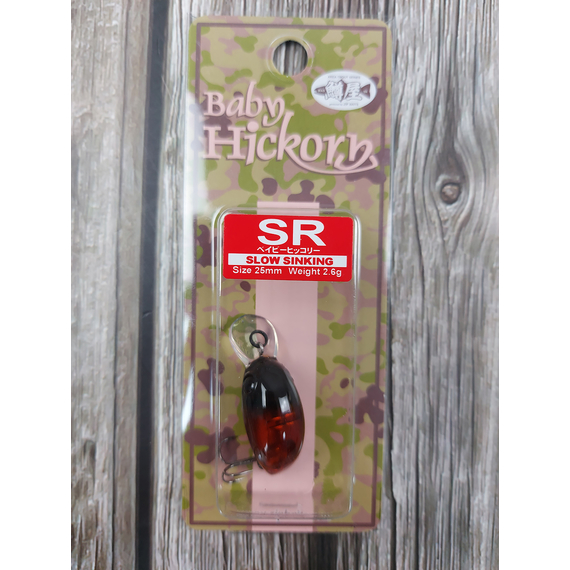 Baby
Hickory
SR
ベイビーヒッコリー
SLOW SINKING
Size 25mm Weight 2.6g